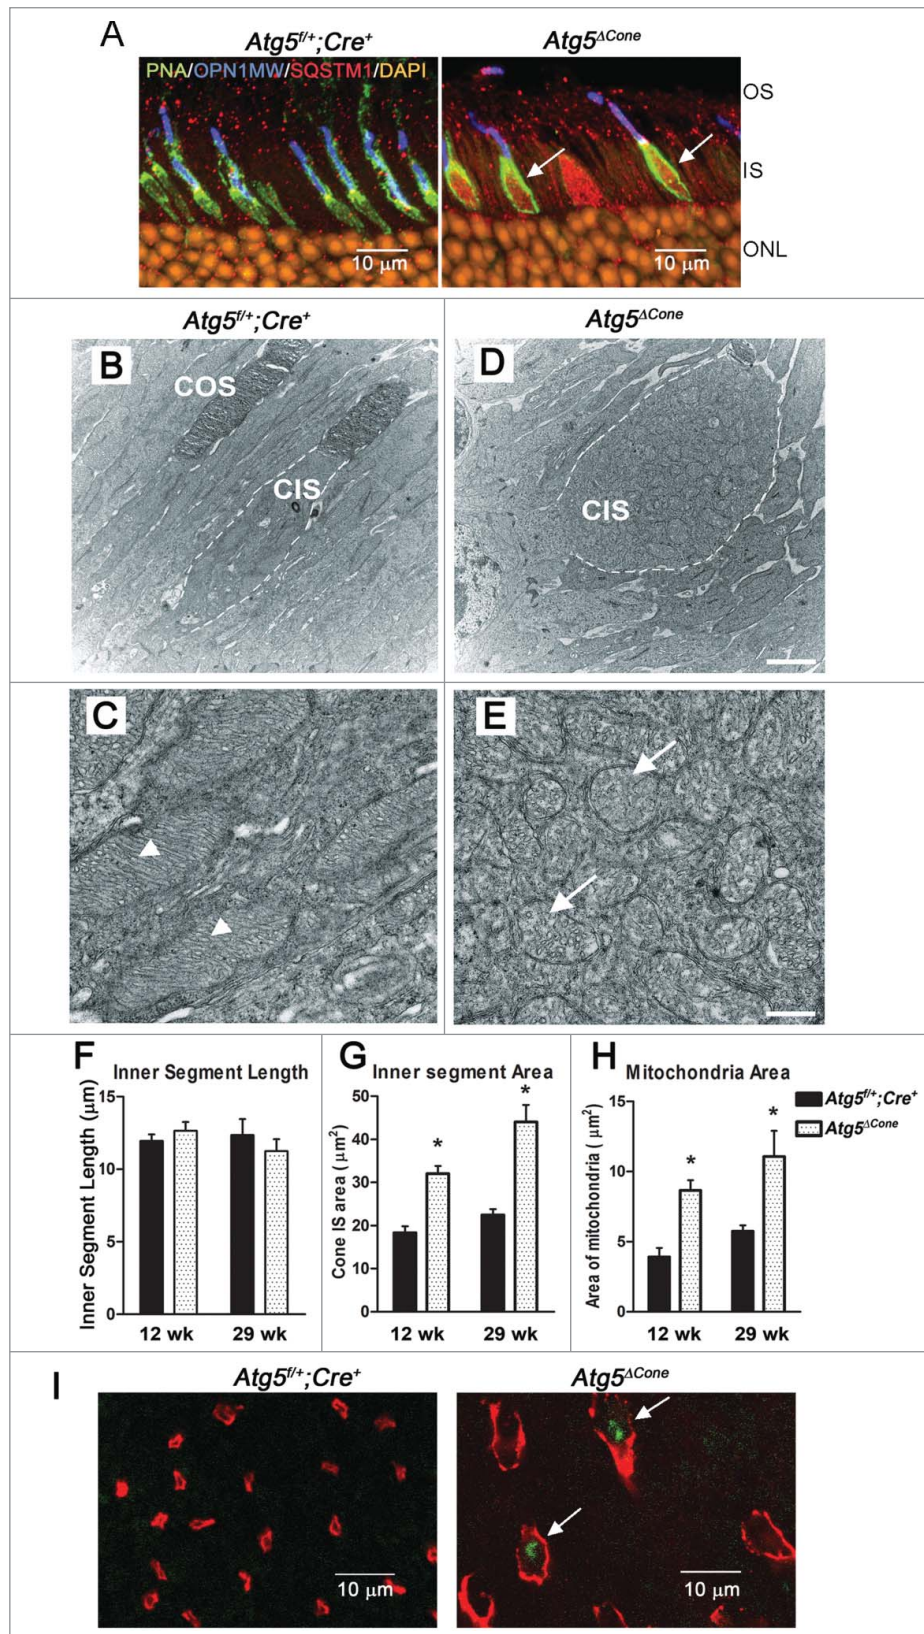 A
Atg5f/+;Cre+ Atg5ΔCone
PNA/OPN1MW/SQSTM1/DAPI
OS
IS
ONL
10 μm 10 μm
Atg5f/+;Cre+ Atg5ΔCone
B
COS
CIS
D
CIS
C
E
F
Inner Segment Length
Inner Segment Length (μm)
15
10
5
0
12 wk 29 wk
G
Inner segment Area
Cone IS area ( μm2)
50
40
30
20
10
0
* *
12 wk 29 wk
H
Mitochondria Area
Area of mitochondria ( μm2)
15
10
5
0
* *
12 wk 29 wk
Atg5f/+;Cre+
Atg5ΔCone
I
Atg5f/+;Cre+ Atg5ΔCone
10 μm 10 μm